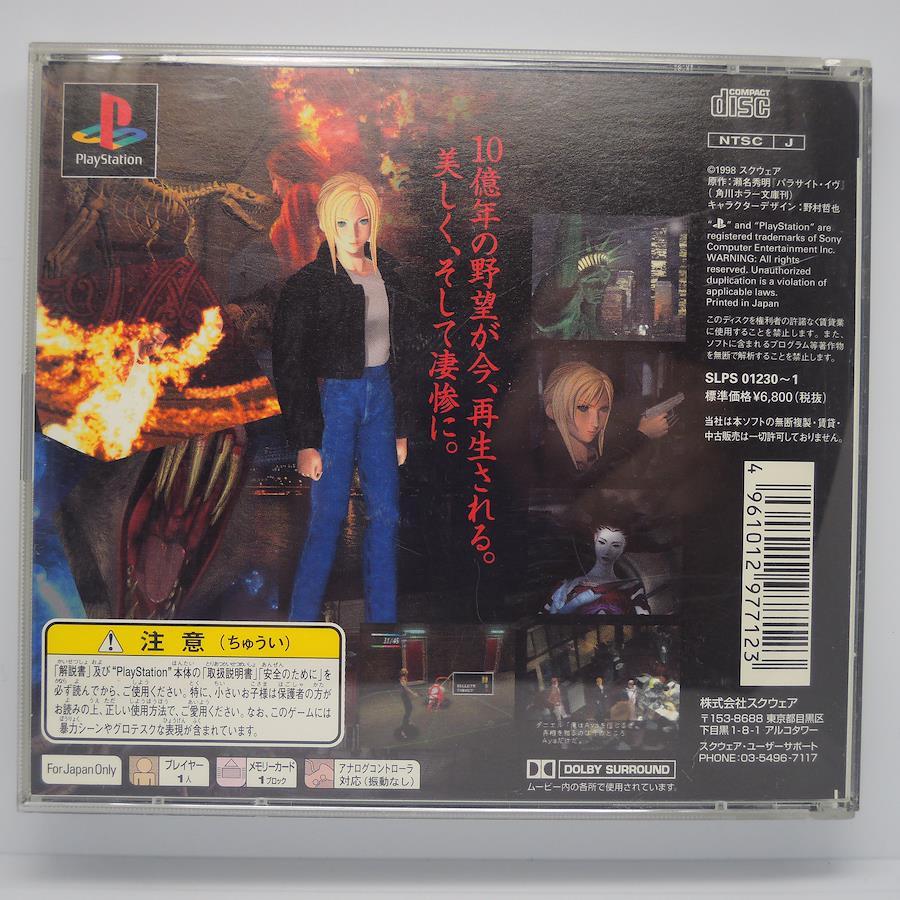 PlayStation
10億年の野望が今、再生される。
美しく、そして凄惨に。
COMPACT
disc
NTSC J
©1998 スクウェア
原作:瀬名秀明『パラサイト・イヴ』
(角川ホラー文庫刊)
キャラクターデザイン:野村哲也
" " and "PlayStation" are
registered trademarks of Sony
Computer Entertainment Inc.
WARNING: All rights
reserved. Unauthorized
duplication is a violation of
applicable laws.
Printed in Japan
このディスクを権利者の許諾なく賃貸業
に使用することを禁止します。また、
ソフトに含まれるプログラム等著作物
を無断で解析することを禁止します。
SLPS 01230~1
標準価格¥6,800(税抜)
当社は本ソフトの無断複製・賃貸・
中古販売は一切許可しておりません。
4 961012 977123
株式会社スクウェア
〒153-8688 東京都目黒区
下目黒1-8-1 アルコタワー
スクウェア・ユーザーサポート
PHONE:03-5496-7117
注意(ちゅうい)
「解説書」及び"PlayStation"本体の「取扱説明書」「安全のために」を
必ず読んでから、ご使用ください。特に、小さいお子様は保護者の方が
お読みの上、正しい使用方法で、ご愛用ください。なお、このゲームには
暴力シーンやグロテスクな表現が含まれています。
For Japan Only
プレイヤー
1人
メモリーカード
1ブロック
アナログコントローラ
対応(振動なし)
ダニエル「俺はAyaを信じるぜ。
Ayaだけだ。
DOLBY SURROUND
ムービー内の各所で使用されています。